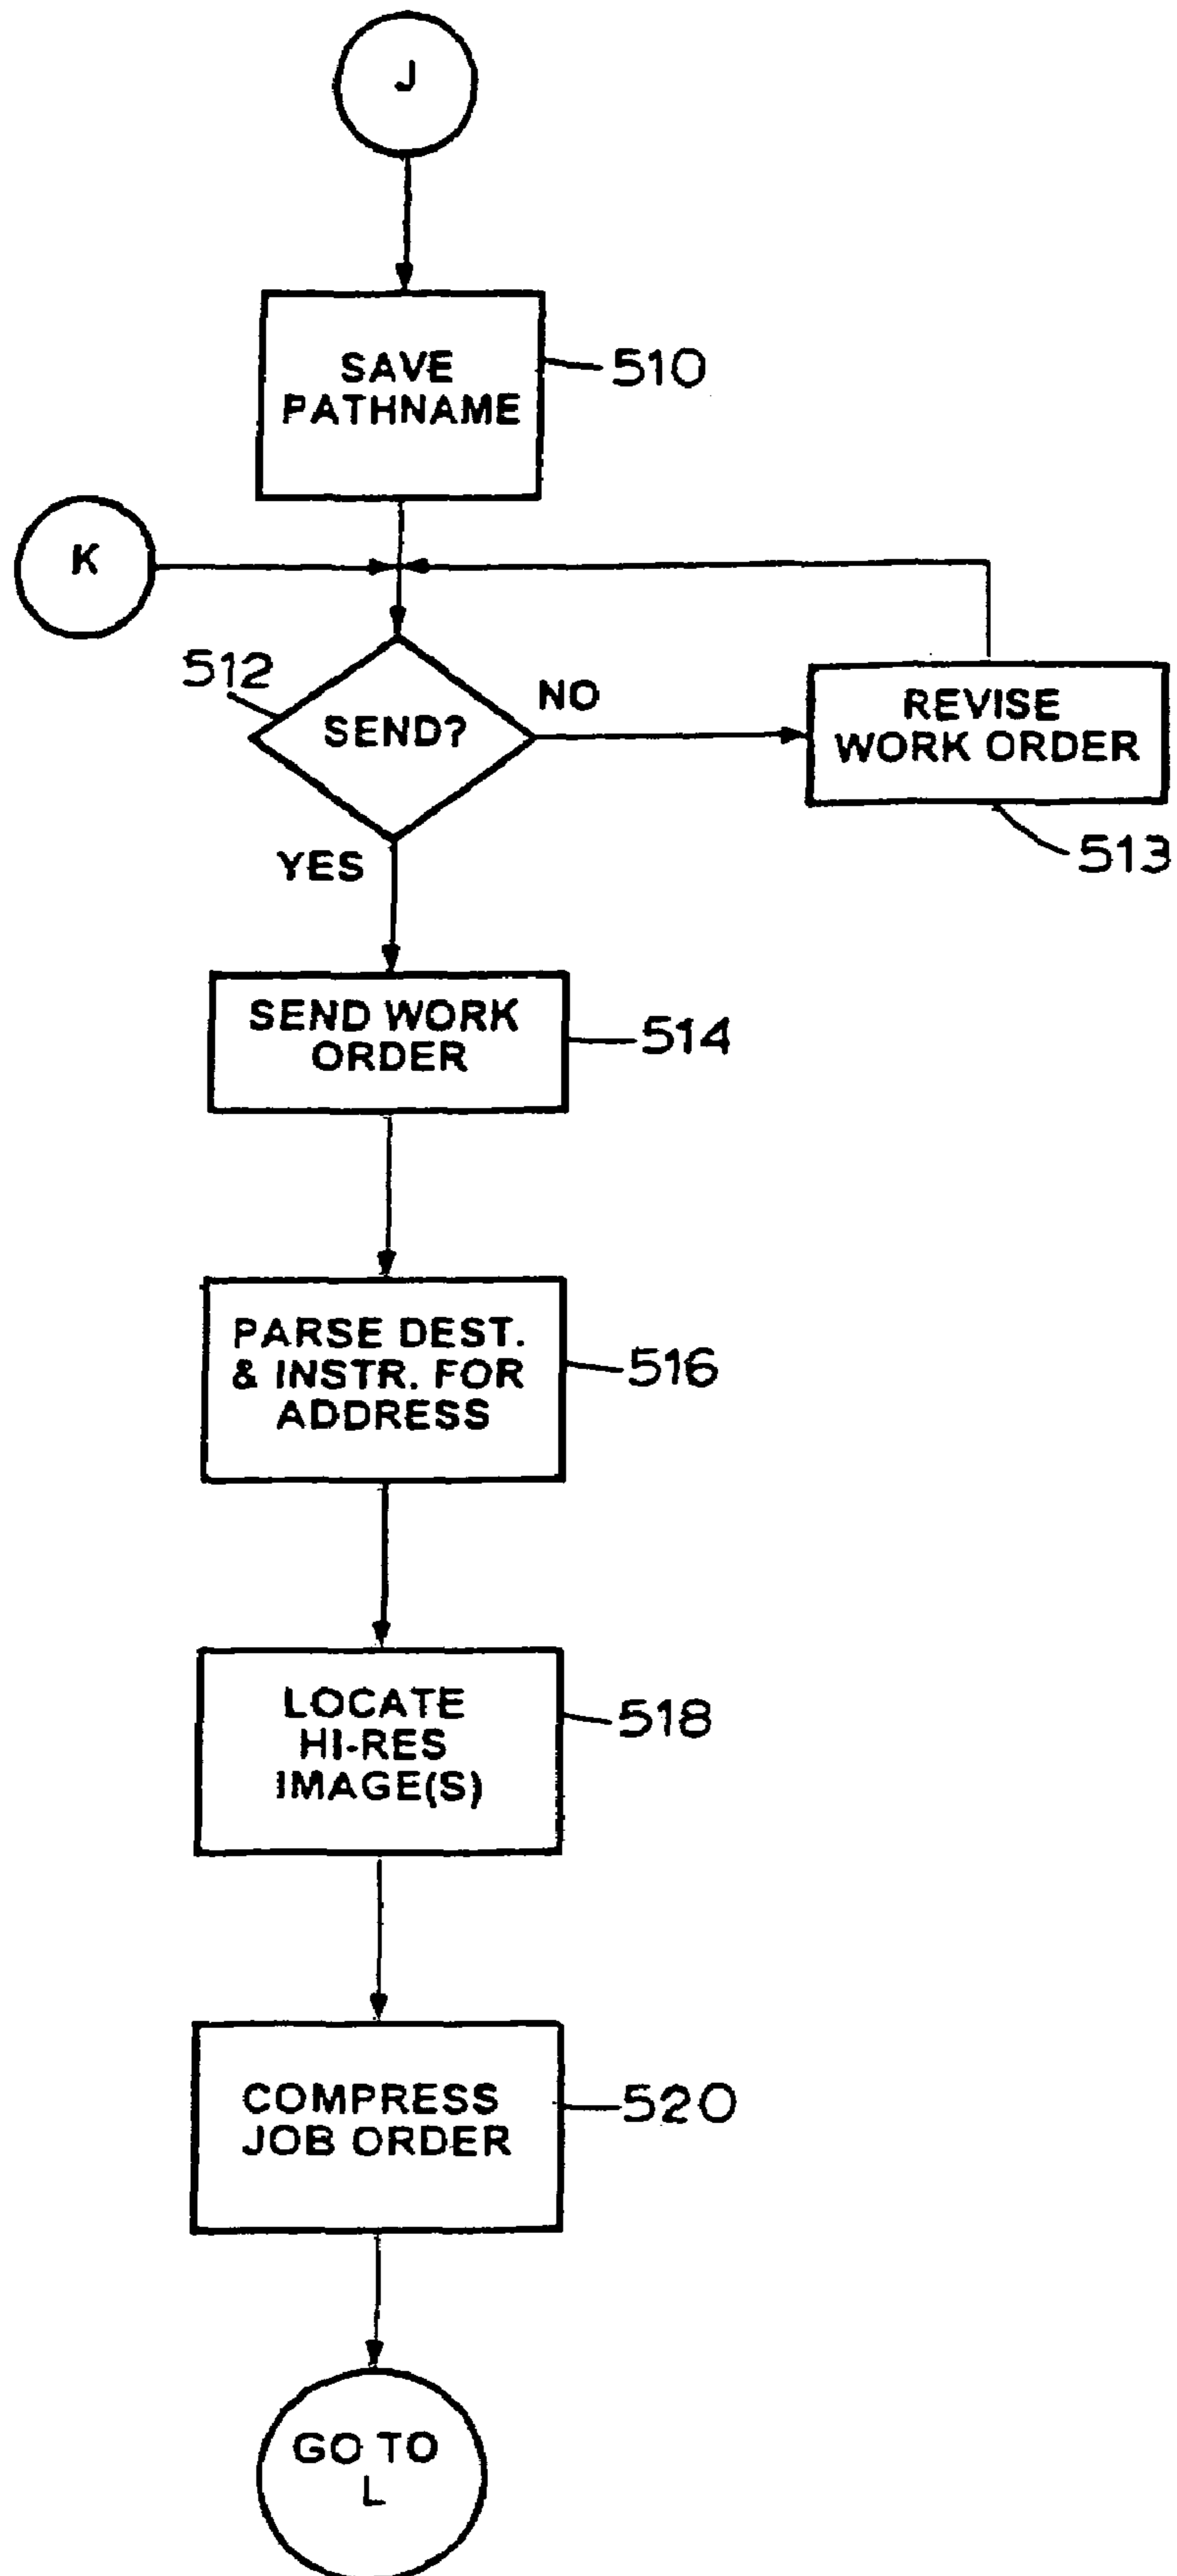 J
SAVE
PATHNAME
510
K
512
SEND?
NO
REVISE
WORK ORDER
513
YES
SEND WORK
ORDER
514
PARSE DEST.
& INSTR. FOR
ADDRESS
516
LOCATE
HI-RES
IMAGE(S)
518
COMPRESS
JOB ORDER
520
GO TO
L